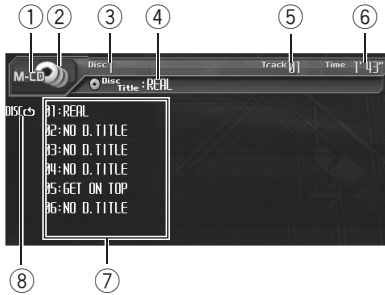 ① ② ③ ④ ⑤ ⑥
M-CD Disc Track 01 Time 1'43"
Disc Title : REAL
DISC 01:REAL
02:NO D.TITLE
03:NO D.TITLE
04:NO D.TITLE
05:GET ON TOP
06:NO D.TITLE
⑧ ⑦